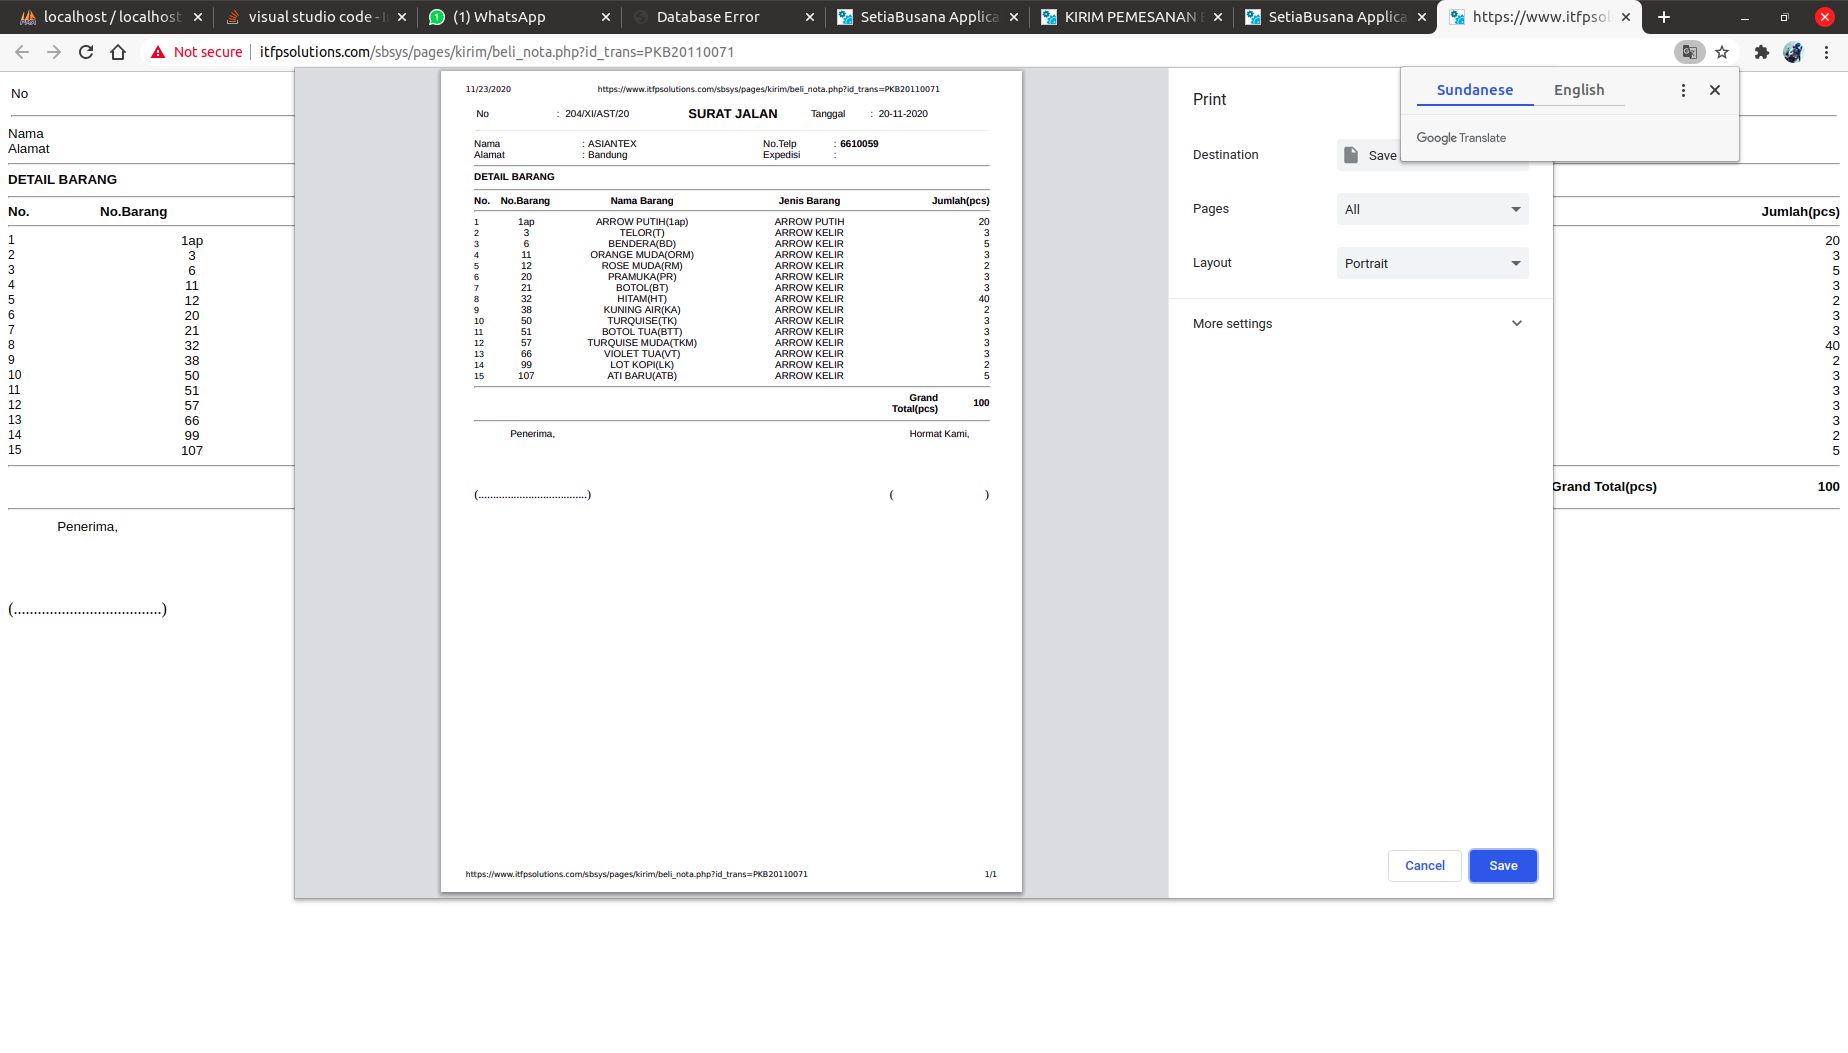 localhost / localhost
visual studio code - I
(1) WhatsApp
Database Error
SetiaBusana Applica
KIRIM PEMESANAN
SetiaBusana Applica
https://www.itfpsol
Not secure
itfpsolutions.com/sbsys/pages/kirim/beli_nota.php?id_trans=PKB20110071
Sundanese English
Google Translate
No
Nama
Alamat
DETAIL BARANG
No. No.Barang Jumlah(pcs)
1 1ap 20
2 3 3
3 6 5
4 11 3
5 12 2
6 20 3
7 21 3
8 32 40
9 38 2
10 50 3
11 51 3
12 57 3
13 66 3
14 99 2
15 107 5
Grand Total(pcs) 100
Penerima,
(.....................................)
11/23/2020 https://www.itfpsolutions.com/sbsys/pages/kirim/beli_nota.php?id_trans=PKB20110071
No : 204/XI/AST/20 SURAT JALAN Tanggal : 20-11-2020
Nama : ASIANTEX No.Telp : 6610059
Alamat : Bandung Expedisi :
DETAIL BARANG
No. No.Barang Nama Barang Jenis Barang Jumlah(pcs)
1 1ap ARROW PUTIH(1ap) ARROW PUTIH 20
2 3 TELOR(T) ARROW KELIR 3
3 6 BENDERA(BD) ARROW KELIR 5
4 11 ORANGE MUDA(ORM) ARROW KELIR 3
5 12 ROSE MUDA(RM) ARROW KELIR 2
6 20 PRAMUKA(PR) ARROW KELIR 3
7 21 BOTOL(BT) ARROW KELIR 3
8 32 HITAM(HT) ARROW KELIR 40
9 38 KUNING AIR(KA) ARROW KELIR 2
10 50 TURQUISE(TK) ARROW KELIR 3
11 51 BOTOL TUA(BTT) ARROW KELIR 3
12 57 TURQUISE MUDA(TKM) ARROW KELIR 3
13 66 VIOLET TUA(VT) ARROW KELIR 3
14 99 LOT KOPI(LK) ARROW KELIR 2
15 107 ATI BARU(ATB) ARROW KELIR 5
Grand
Total(pcs) 100
Penerima, Hormat Kami,
(.....................................) ( )
https://www.itfpsolutions.com/sbsys/pages/kirim/beli_nota.php?id_trans=PKB20110071 1/1
Print
Destination Save
Pages All
Layout Portrait
More settings
Cancel Save